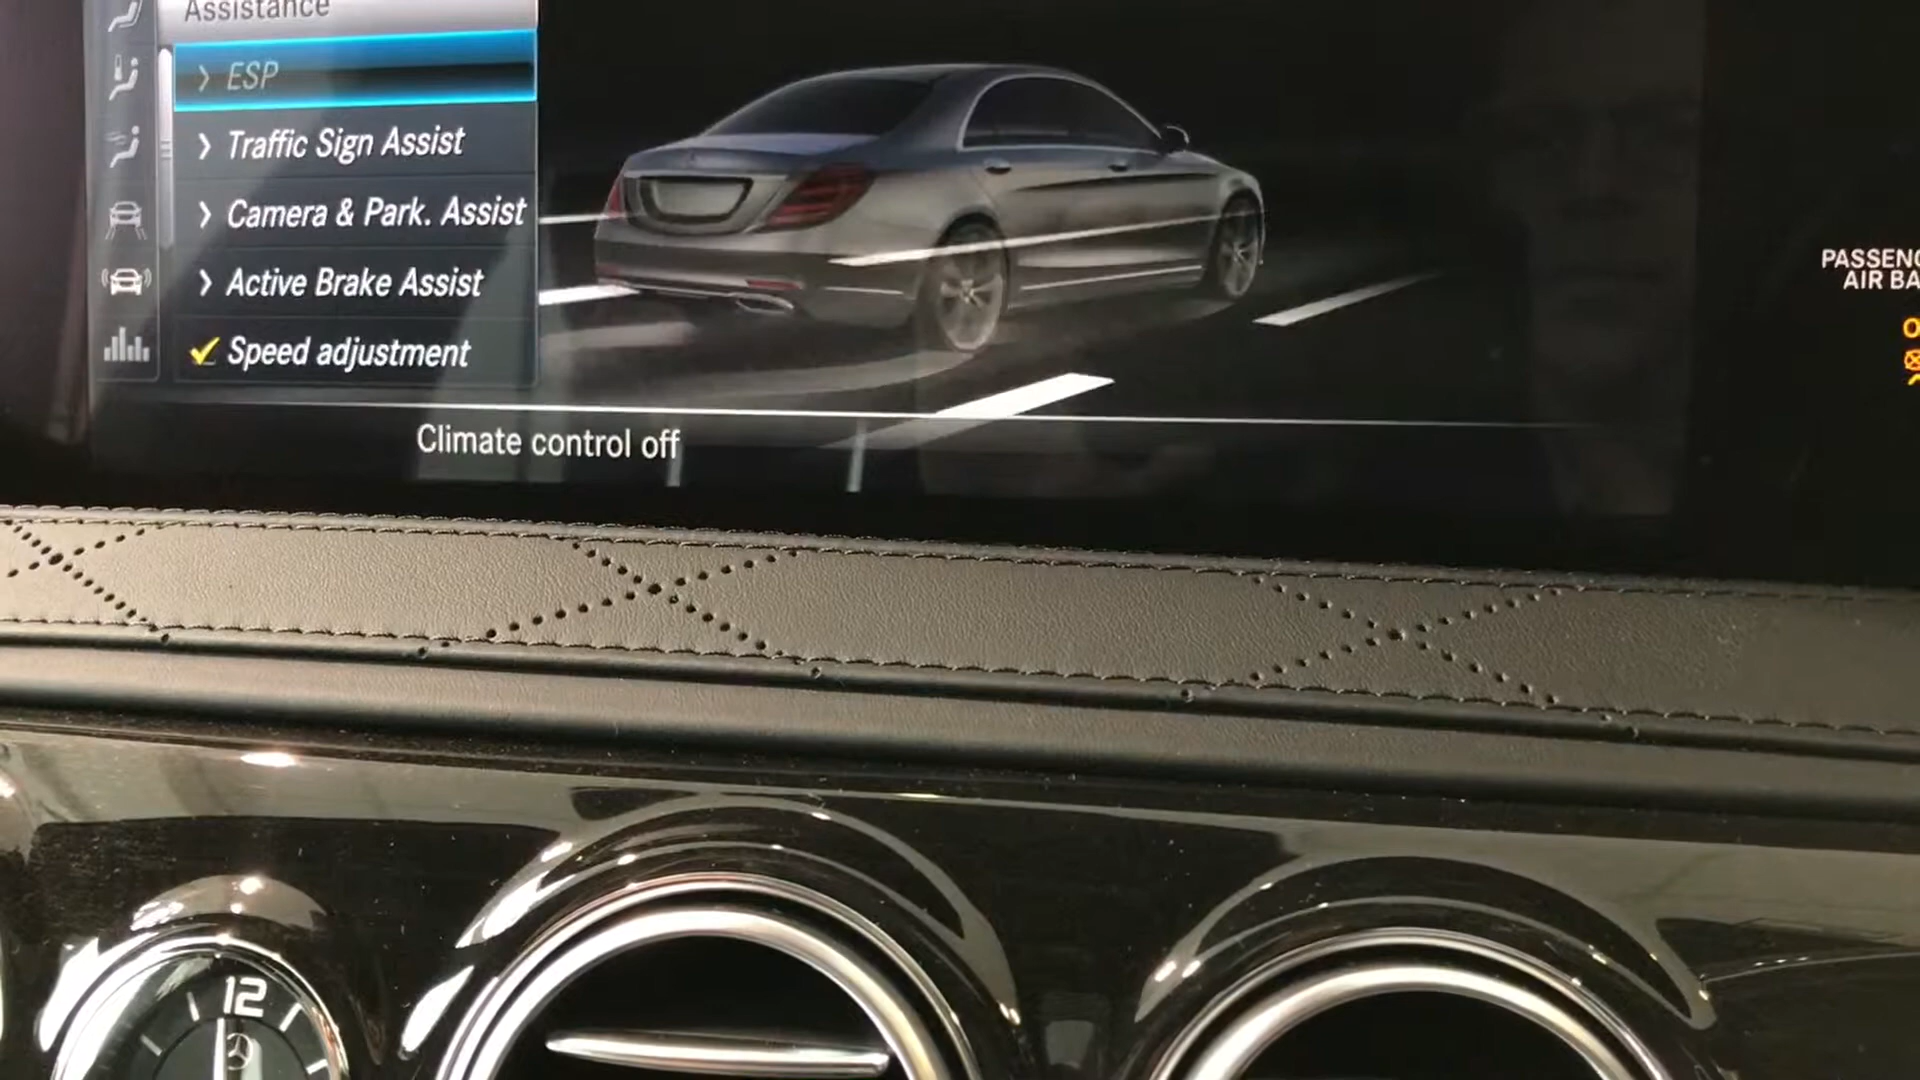 Assistance
ESP
Traffic Sign Assist
Camera & Park. Assist
Active Brake Assist
Speed adjustment
Climate control off
PASSENG
AIR BA
12